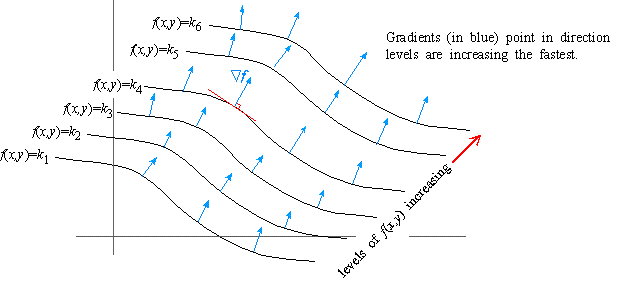 f(x,y)=k6
Gradients (in blue) point in direction
levels are increasing the fastest.
f(x,y)=k5
∇f
f(x,y)=k4
f(x,y)=k3
f(x,y)=k2
f(x,y)=k1
levels of f(x,y) increasing